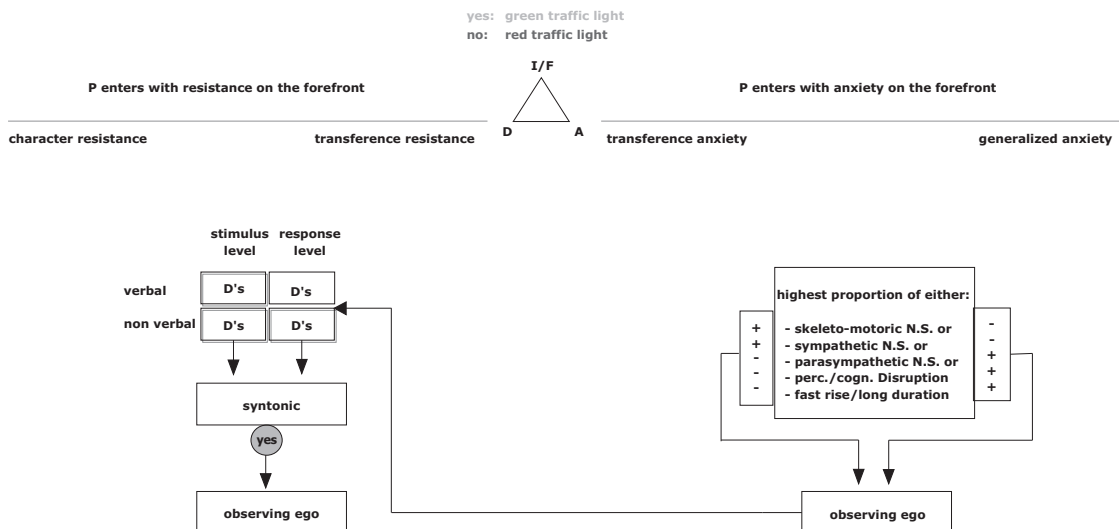 yes: green traffic light
no: red traffic light
I/F
P enters with resistance on the forefront
P enters with anxiety on the forefront
D A
character resistance
transference resistance
transference anxiety
generalized anxiety
stimulus level
response level
verbal
D's
D's
non verbal
D's
D's
syntonic
yes
observing ego
highest proportion of either:
+
+
-
-
-
- skeleto-motoric N.S. or
- sympathetic N.S. or
- parasympathetic N.S. or
- perc./cogn. Disruption
- fast rise/long duration
-
-
+
+
+
observing ego